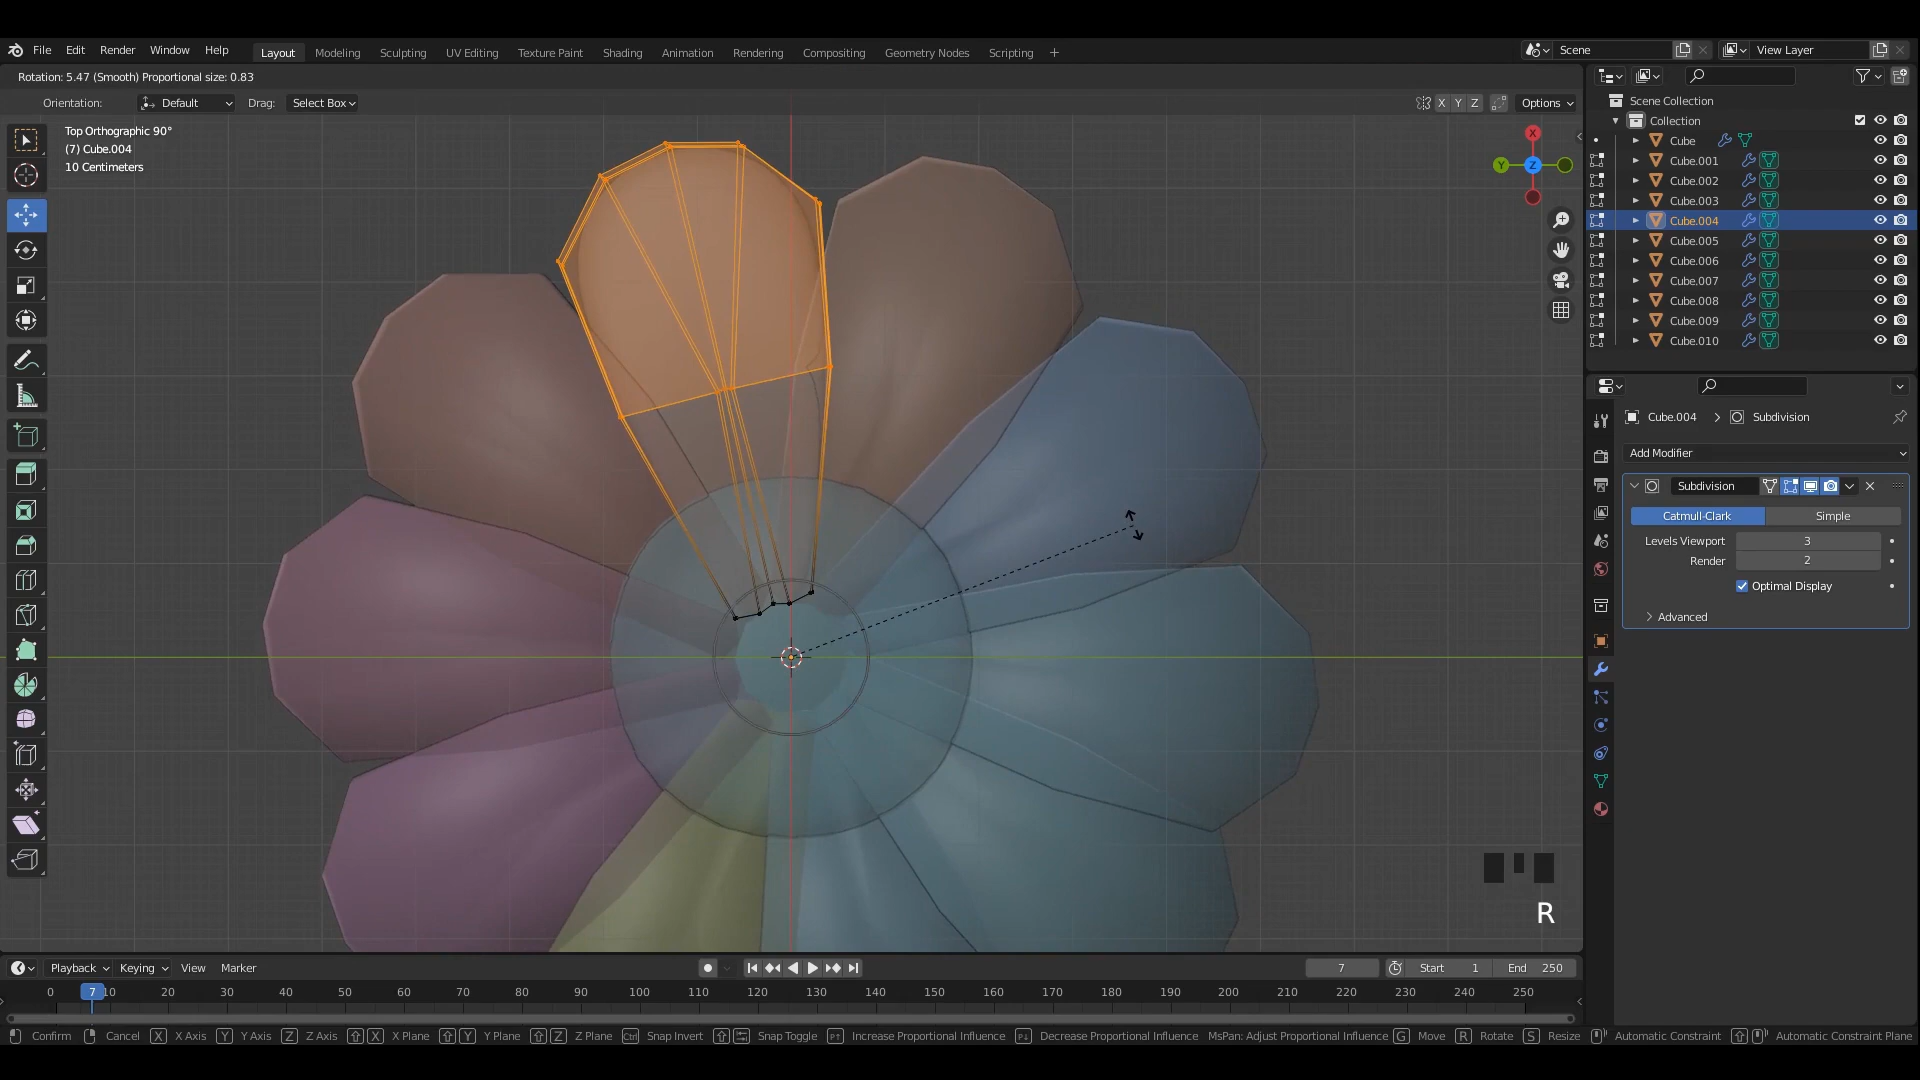 File Edit Render Window Help Layout Modeling Sculpting UV Editing Texture Paint Shading Animation Rendering Compositing Geometry Nodes Scripting + Scene View Layer
Rotation: 5.47 (Smooth) Proportional size: 0.83
Orientation: Default Drag: Select Box X Y Z Options
Top Orthographic 90°
(7) Cube.004
10 Centimeters
X
Y
Z
Scene Collection
Collection
Cube
Cube.001
Cube.002
Cube.003
Cube.004
Cube.005
Cube.006
Cube.007
Cube.008
Cube.009
Cube.010
Cube.004 > Subdivision
Add Modifier
Subdivision
Catmull-Clark Simple
Levels Viewport 3
Render 2
Optimal Display
Advanced
R
Playback Keying View Marker 7 Start 1 End 250
0 7 10 20 30 40 50 60 70 80 90 100 110 120 130 140 150 160 170 180 190 200 210 220 230 240 250
Confirm Cancel X X Axis Y Y Axis Z Z Axis X X Plane Y Y Plane Z Z Plane Ctrl Snap Invert Snap Toggle Increase Proportional Influence Decrease Proportional Influence MsPan: Adjust Proportional Influence G Move R Rotate S Resize Automatic Constraint Automatic Constraint Plane